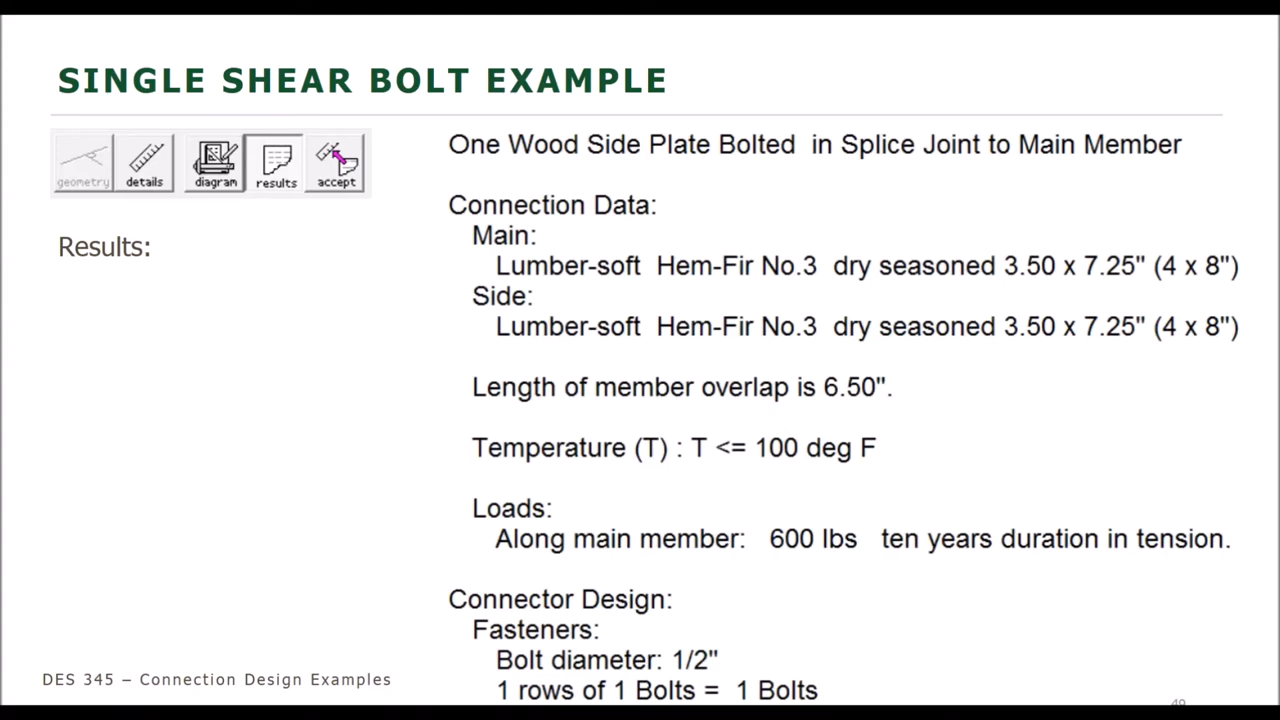 SINGLE SHEAR BOLT EXAMPLE
geometry details diagram results accept
Results:
One Wood Side Plate Bolted in Splice Joint to Main Member
Connection Data:
Main:
Lumber-soft Hem-Fir No.3 dry seasoned 3.50 x 7.25" (4 x 8")
Side:
Lumber-soft Hem-Fir No.3 dry seasoned 3.50 x 7.25" (4 x 8")
Length of member overlap is 6.50".
Temperature (T) : T <= 100 deg F
Loads:
Along main member: 600 lbs ten years duration in tension.
Connector Design:
Fasteners:
Bolt diameter: 1/2"
1 rows of 1 Bolts = 1 Bolts
DES 345 – Connection Design Examples